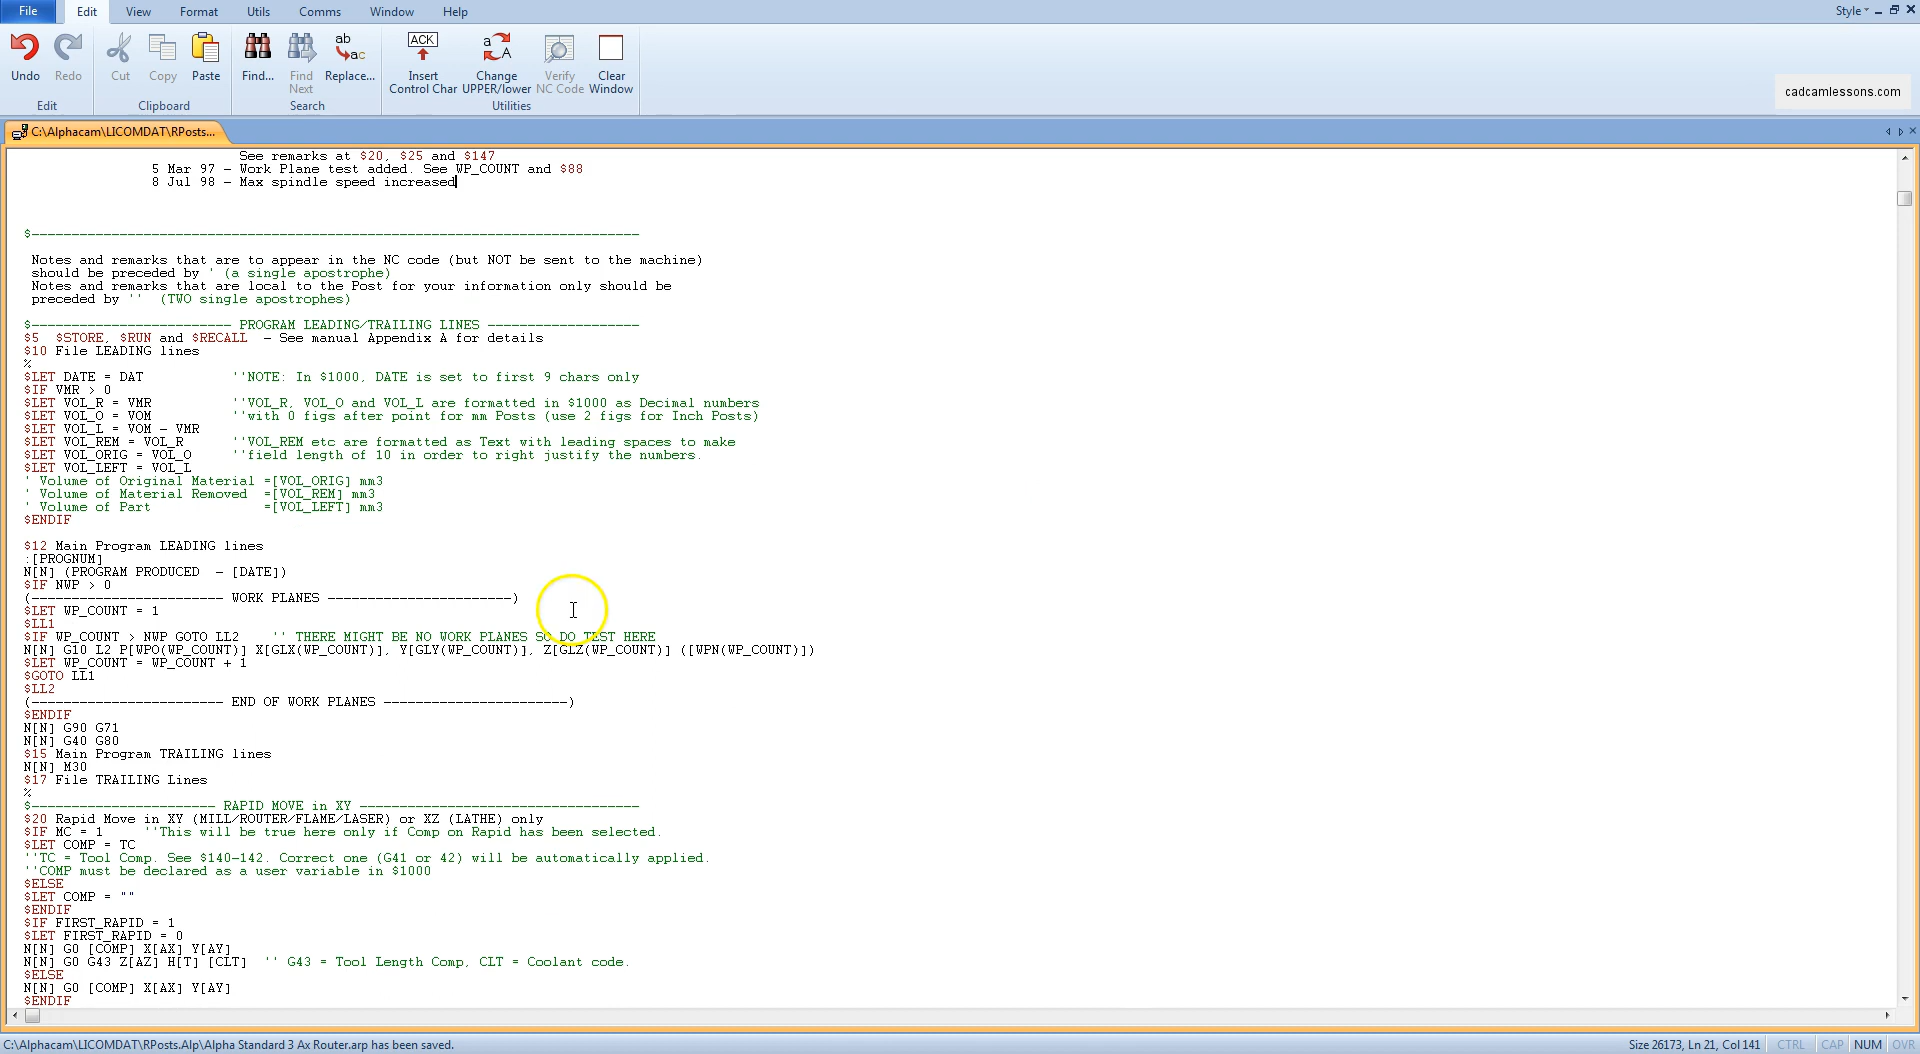 File Edit View Format Utils Comms Window Help Style
ACK
ab ac
a A
Undo Redo Cut Copy Paste Find... Find Next Replace... Insert Control Char Change UPPER/lower Verify NC Code Clear Window
Edit Clipboard Search Utilities
cadcamlessons.com
C:\Alphacam\LICOMDAT\RPosts...
See remarks at $20, $25 and $147
5 Mar 97 - Work Plane test added. See WP_COUNT and $88
8 Jul 98 - Max spindle speed increased
$----------------------------------------------------------------------------
Notes and remarks that are to appear in the NC code (but NOT be sent to the machine)
should be preceded by ' (a single apostrophe)
Notes and remarks that are local to the Post for your information only should be
preceded by '' (TWO single apostrophes)
$------------------------- PROGRAM LEADING/TRAILING LINES -------------------
$5 $STORE, $RUN and $RECALL - See manual Appendix A for details
$10 File LEADING lines
%
$LET DATE = DAT ''NOTE: In $1000, DATE is set to first 9 chars only
$IF VMR > 0
$LET VOL_R = VMR ''VOL_R, VOL_O and VOL_L are formatted in $1000 as Decimal numbers
$LET VOL_O = VOM ''with 0 figs after point for mm Posts (use 2 figs for Inch Posts)
$LET VOL_L = VOM - VMR
$LET VOL_REM = VOL_R ''VOL_REM etc are formatted as Text with leading spaces to make
$LET VOL_ORIG = VOL_O ''field length of 10 in order to right justify the numbers.
$LET VOL_LEFT = VOL_L
' Volume of Original Material =[VOL_ORIG] mm3
' Volume of Material Removed =[VOL_REM] mm3
' Volume of Part =[VOL_LEFT] mm3
$ENDIF
$12 Main Program LEADING lines
:[PROGNUM]
N[N] (PROGRAM PRODUCED - [DATE])
$IF NWP > 0
(------------------------ WORK PLANES -----------------------)
$LET WP_COUNT = 1
$LL1
$IF WP_COUNT > NWP GOTO LL2 '' THERE MIGHT BE NO WORK PLANES SO DO TEST HERE
N[N] G10 L2 P[WPO(WP_COUNT)] X[GLX(WP_COUNT)], Y[GLY(WP_COUNT)], Z[GLZ(WP_COUNT)] ([WPN(WP_COUNT)])
$LET WP_COUNT = WP_COUNT + 1
$GOTO LL1
$LL2
(------------------------ END OF WORK PLANES -----------------------)
$ENDIF
N[N] G90 G71
N[N] G40 G80
$15 Main Program TRAILING lines
N[N] M30
$17 File TRAILING Lines
%
$----------------------- RAPID MOVE in XY -----------------------------------
$20 Rapid Move in XY (MILL/ROUTER/FLAME/LASER) or XZ (LATHE) only
$IF MC = 1 ''This will be true here only if Comp on Rapid has been selected.
$LET COMP = TC
''TC = Tool Comp. See $140-142. Correct one (G41 or 42) will be automatically applied.
''COMP must be declared as a user variable in $1000
$ELSE
$LET COMP = ""
$ENDIF
$IF FIRST_RAPID = 1
$LET FIRST_RAPID = 0
N[N] G0 [COMP] X[AX] Y[AY]
N[N] G0 G43 Z[AZ] H[T] [CLT] '' G43 = Tool Length Comp, CLT = Coolant code.
$ELSE
N[N] G0 [COMP] X[AX] Y[AY]
$ENDIF
C:\Alphacam\LICOMDAT\RPosts.Alp\Alpha Standard 3 Ax Router.arp has been saved. Size 26173, Ln 21, Col 141 CTRL CAP NUM OVR